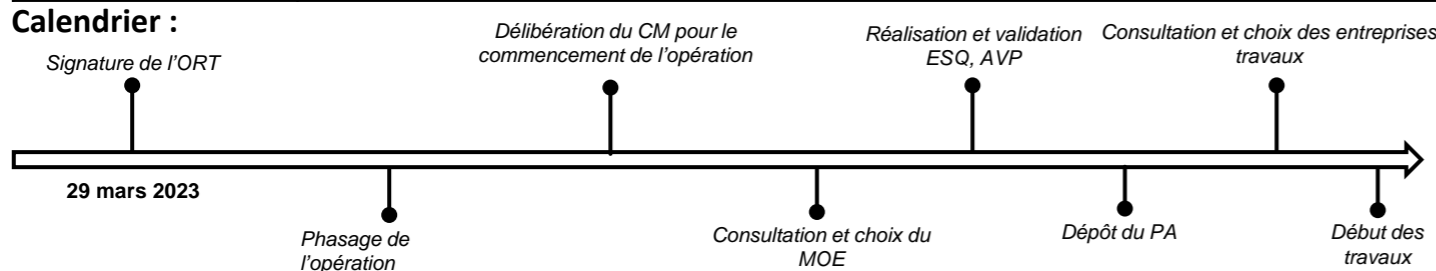 Calendrier :
Signature de l'ORT
Délibération du CM pour le
commencement de l'opération
Réalisation et validation
ESQ, AVP
Consultation et choix des entreprises
travaux
29 mars 2023
Phasage de
l'opération
Consultation et choix du
MOE
Dépôt du PA
Début des
travaux